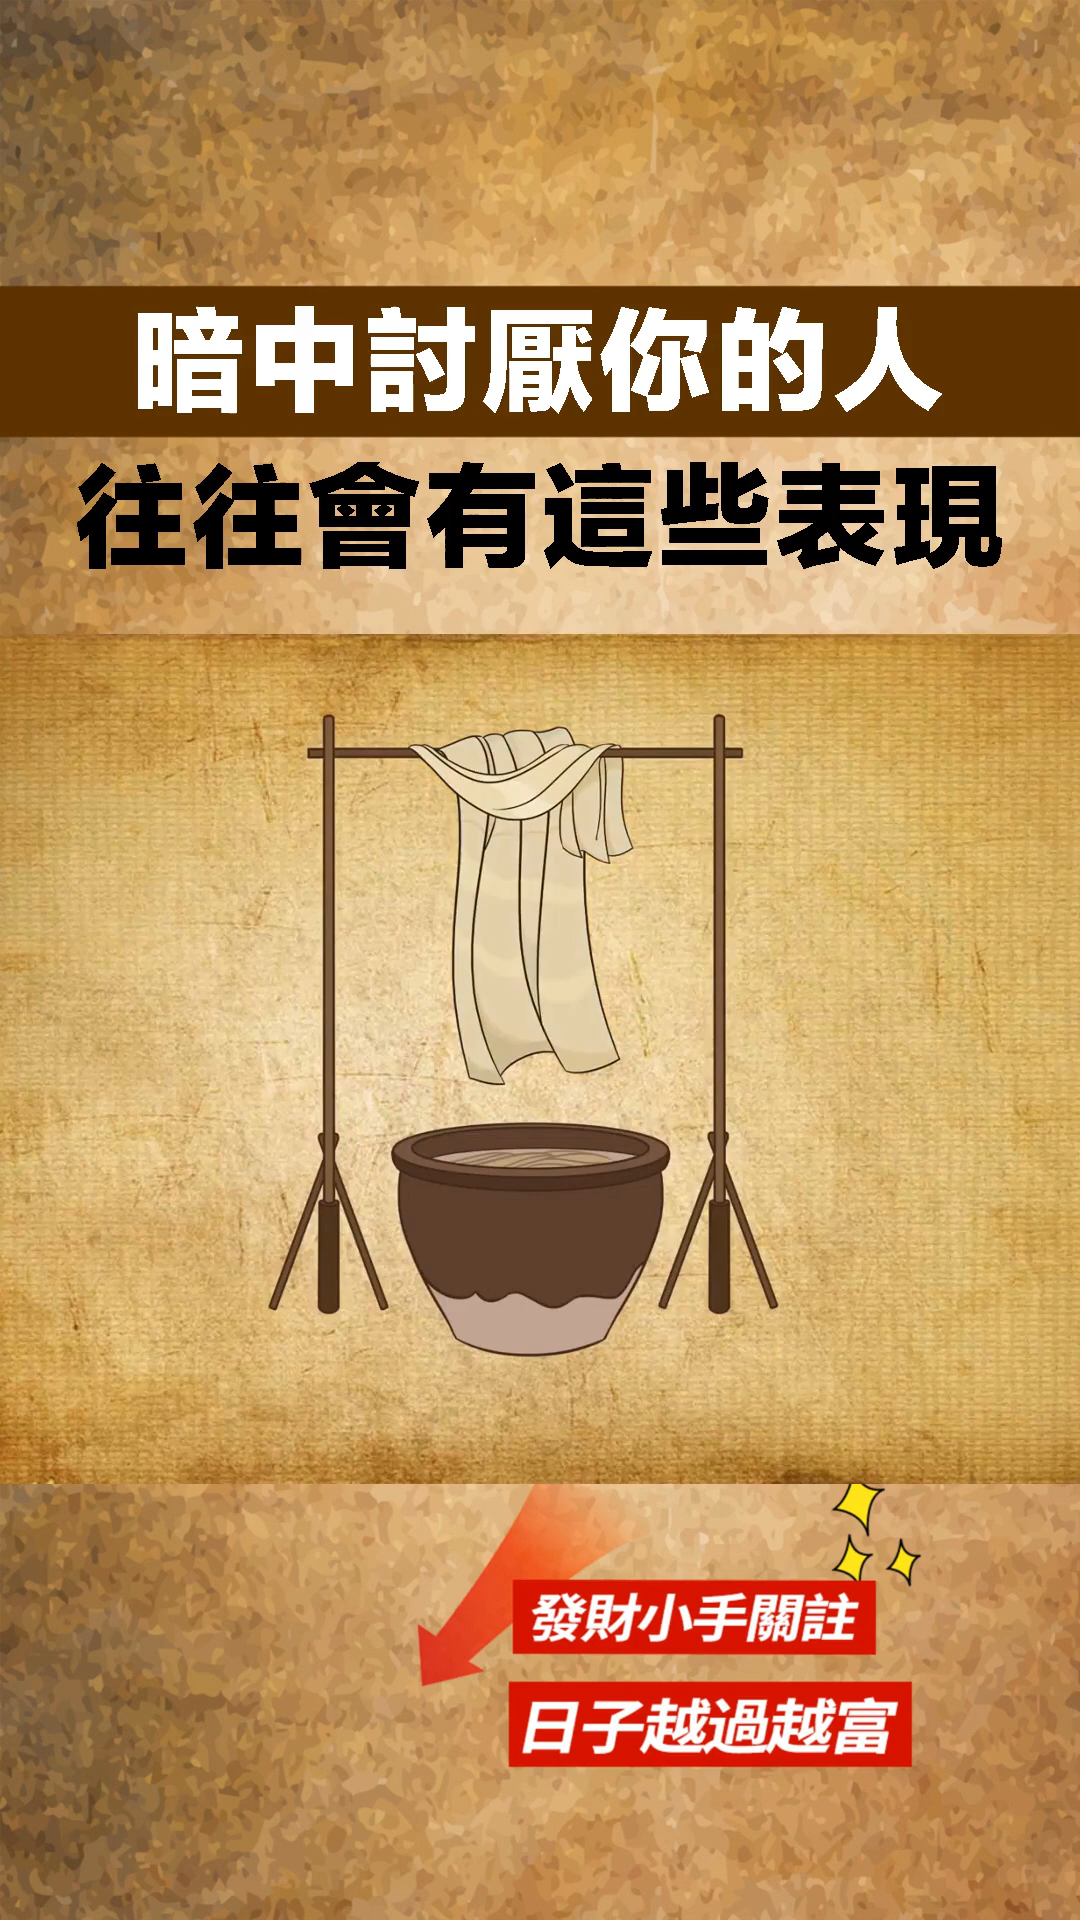 暗中討厭你的人
往往會有這些表現
發財小手關註
日子越過越富